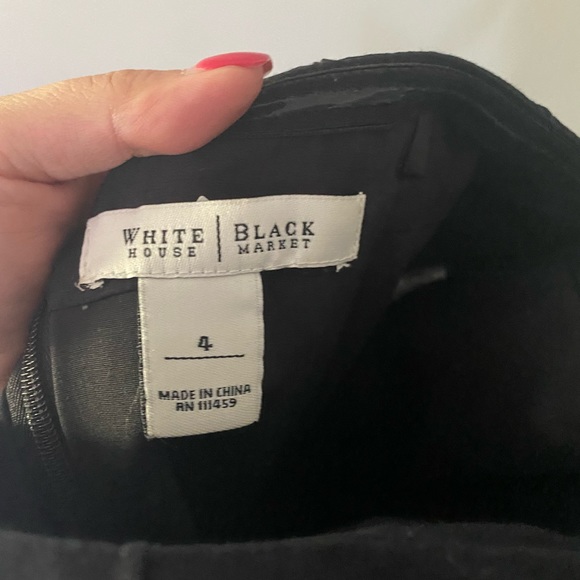 WHITE | BLACK
HOUSE | MARKET
4
MADE IN CHINA
RN 111459